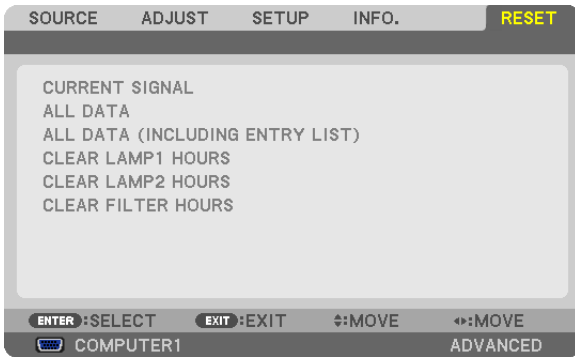 SOURCE ADJUST SETUP INFO. RESET
CURRENT SIGNAL
ALL DATA
ALL DATA (INCLUDING ENTRY LIST)
CLEAR LAMP1 HOURS
CLEAR LAMP2 HOURS
CLEAR FILTER HOURS
ENTER :SELECT EXIT :EXIT :MOVE :MOVE
COMPUTER1 ADVANCED